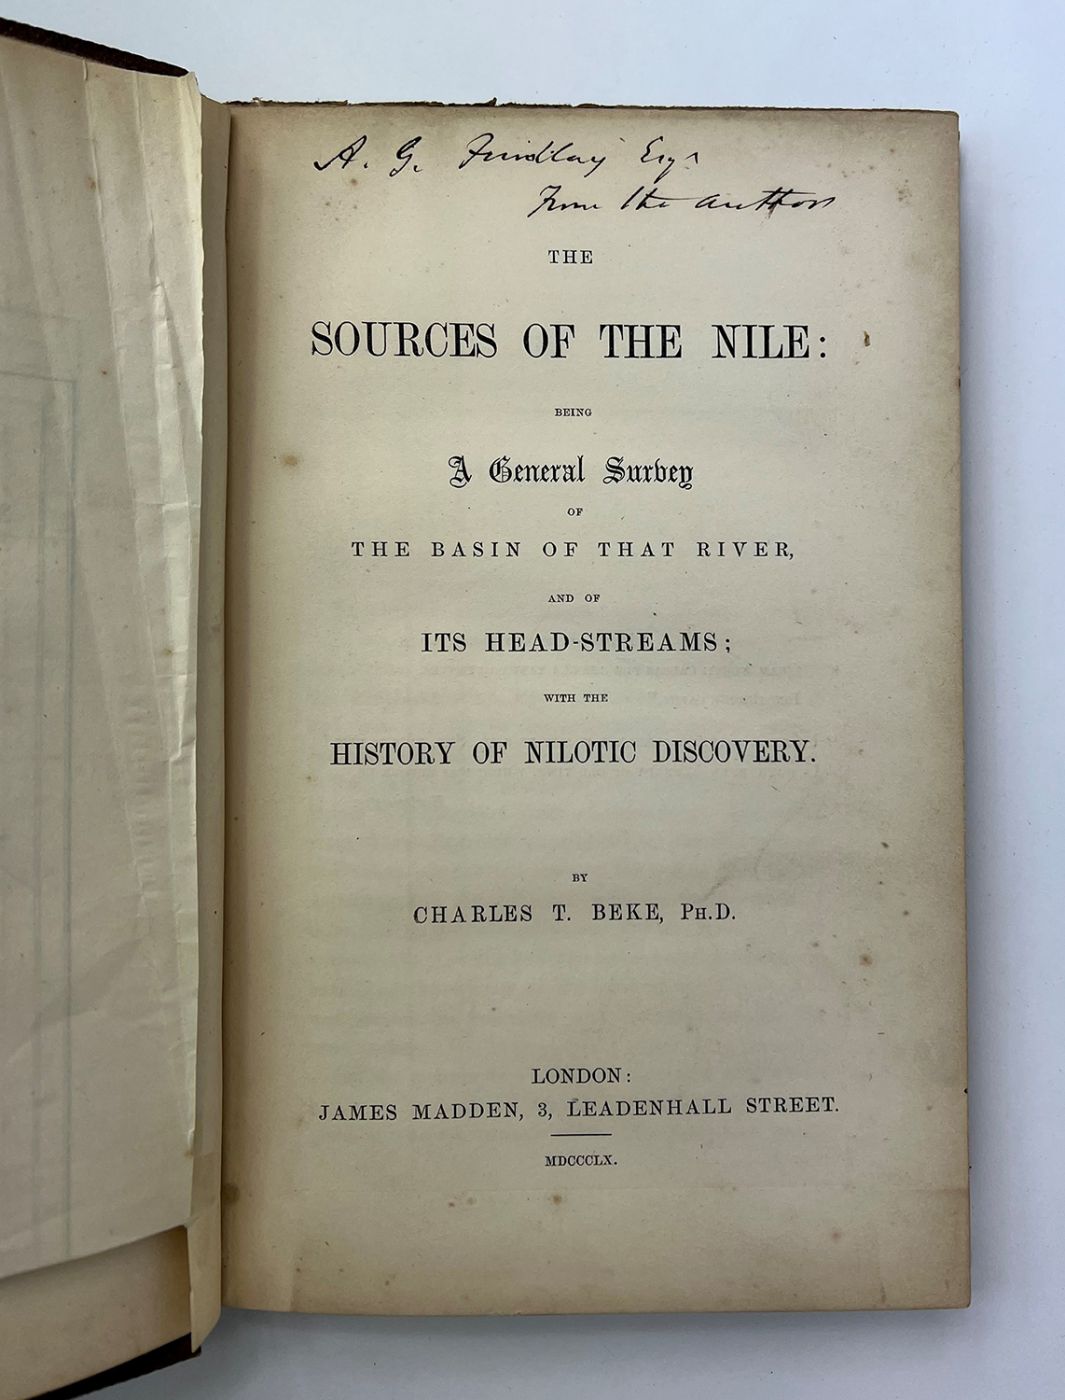 A. G. Findlay Esqr
From the author
THE
SOURCES OF THE NILE:
BEING
A General Survey
OF
THE BASIN OF THAT RIVER,
AND OF
ITS HEAD-STREAMS;
WITH THE
HISTORY OF NILOTIC DISCOVERY.
BY
CHARLES T. BEKE, PH.D.
LONDON:
JAMES MADDEN, 3, LEADENHALL STREET.
MDCCCLX.